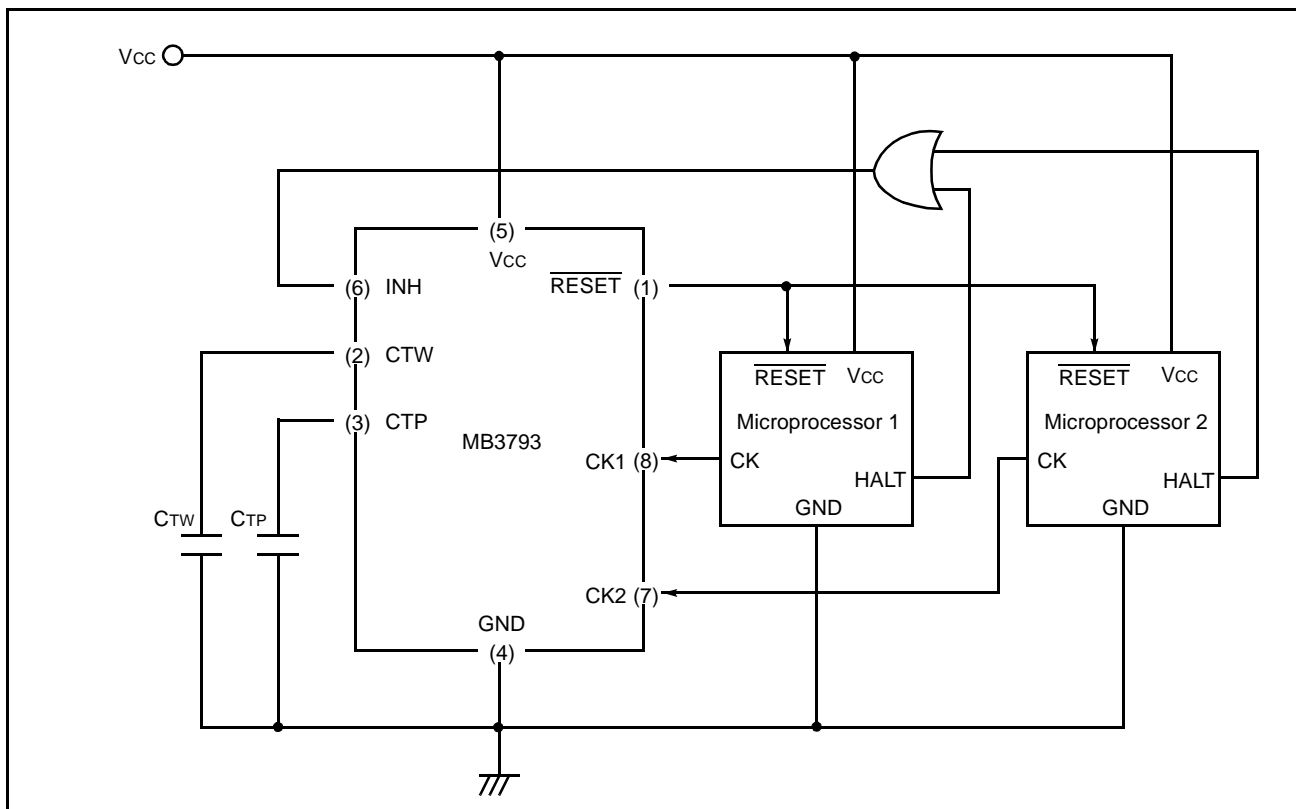 VCC
(5)
VCC
(6) INH
RESET (1)
(2) CTW
(3) CTP
MB3793
CK1 (8)
CK2 (7)
GND
(4)
CTW
CTP
RESET
VCC
Microprocessor 1
CK
HALT
GND
RESET
VCC
Microprocessor 2
CK
HALT
GND